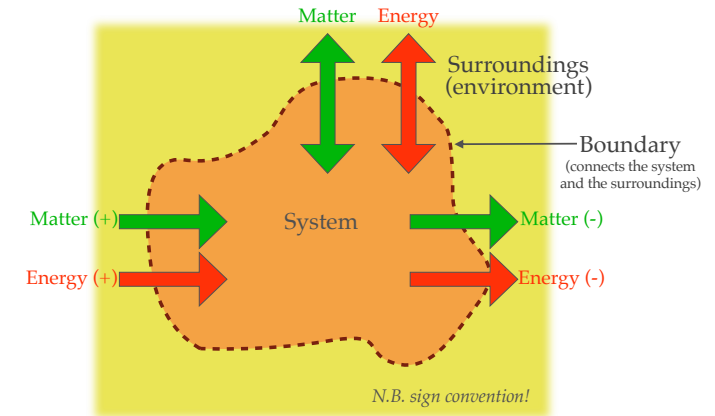 Matter Energy
Surroundings
(environment)
Boundary
(connects the system
and the surroundings)
Matter (+)
System
Matter (-)
Energy (+)
Energy (-)
N.B. sign convention!